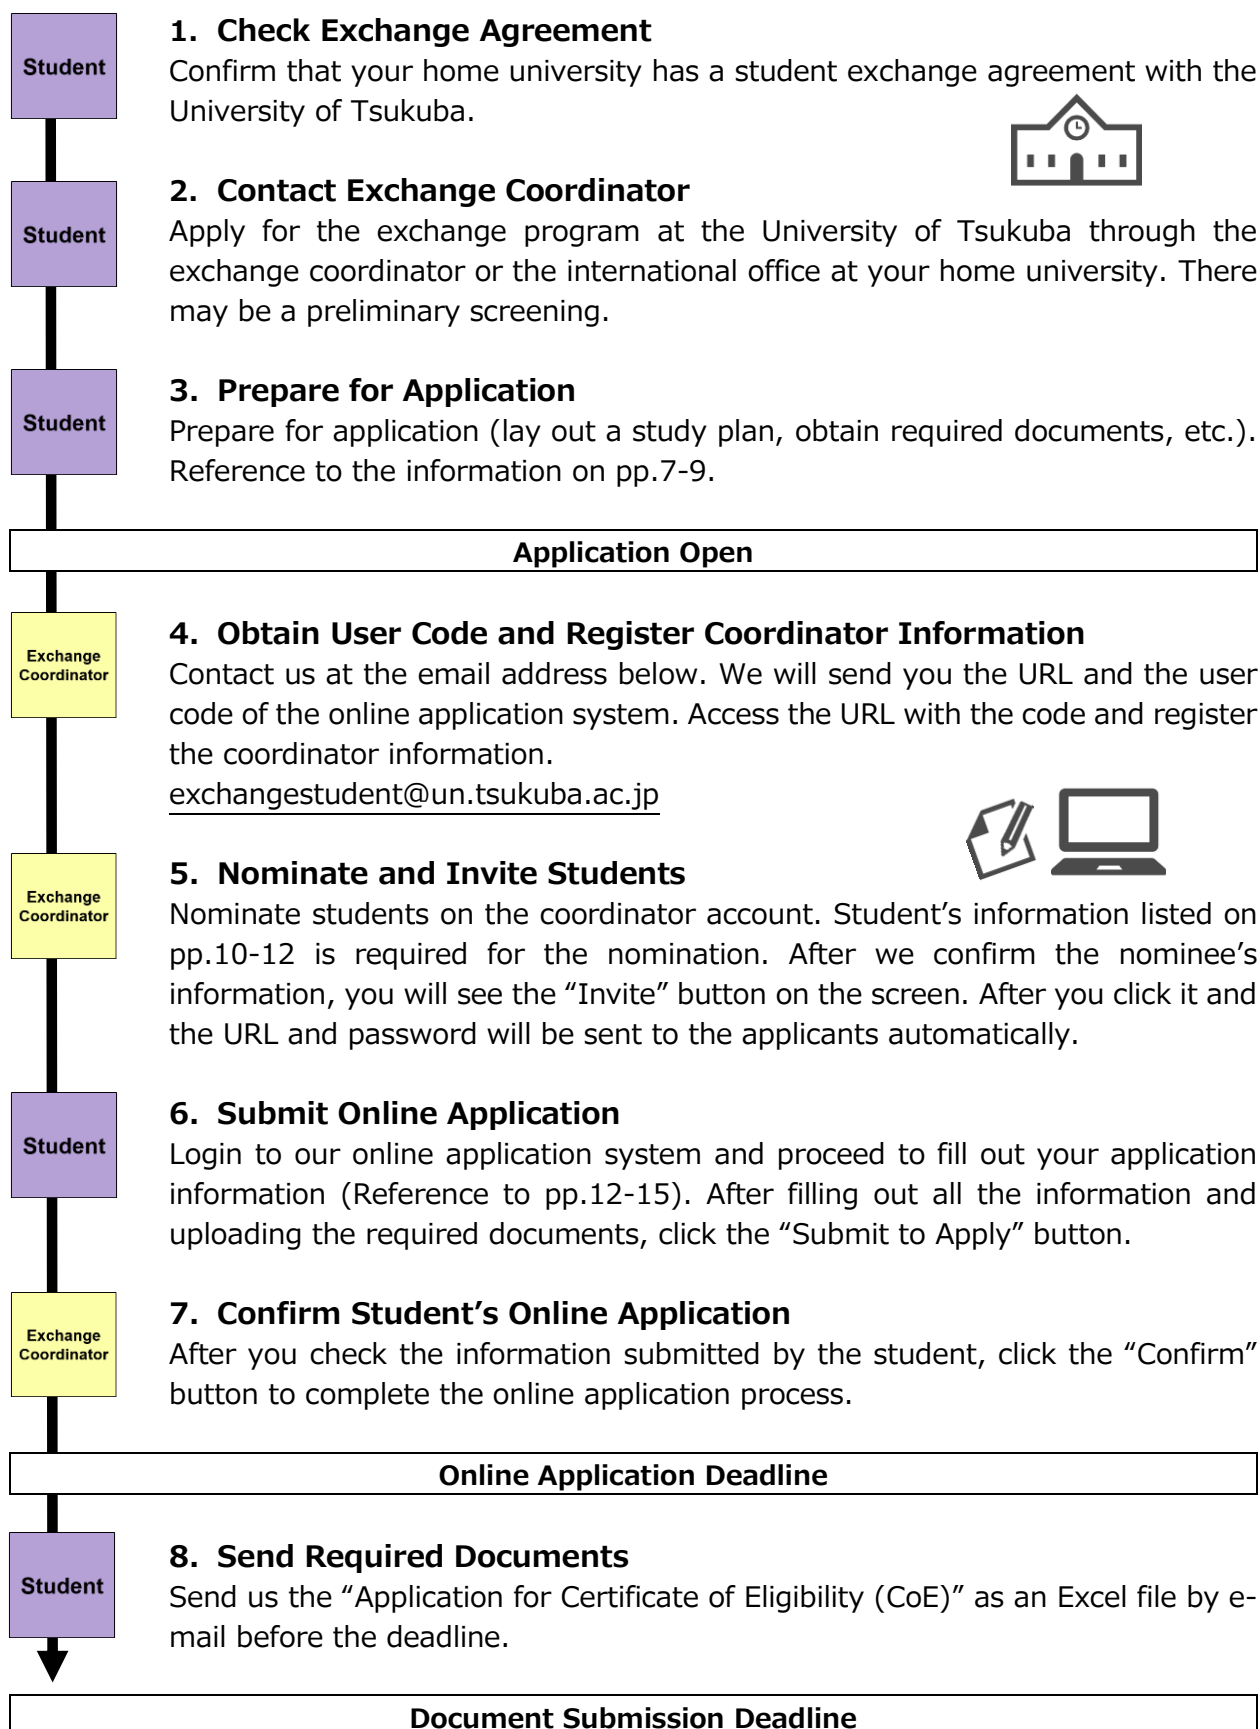 Student
1. Check Exchange Agreement
Confirm that your home university has a student exchange agreement with the
University of Tsukuba.
Student
2. Contact Exchange Coordinator
Apply for the exchange program at the University of Tsukuba through the
exchange coordinator or the international office at your home university. There
may be a preliminary screening.
Student
3. Prepare for Application
Prepare for application (lay out a study plan, obtain required documents, etc.).
Reference to the information on pp.7-9.
Application Open
Exchange
Coordinator
4. Obtain User Code and Register Coordinator Information
Contact us at the email address below. We will send you the URL and the user
code of the online application system. Access the URL with the code and register
the coordinator information.
exchangestudent@un.tsukuba.ac.jp
Exchange
Coordinator
5. Nominate and Invite Students
Nominate students on the coordinator account. Student’s information listed on
pp.10-12 is required for the nomination. After we confirm the nominee’s
information, you will see the “Invite” button on the screen. After you click it and
the URL and password will be sent to the applicants automatically.
Student
6. Submit Online Application
Login to our online application system and proceed to fill out your application
information (Reference to pp.12-15). After filling out all the information and
uploading the required documents, click the “Submit to Apply” button.
Exchange
Coordinator
7. Confirm Student’s Online Application
After you check the information submitted by the student, click the “Confirm”
button to complete the online application process.
Online Application Deadline
Student
8. Send Required Documents
Send us the “Application for Certificate of Eligibility (CoE)” as an Excel file by e-
mail before the deadline.
Document Submission Deadline